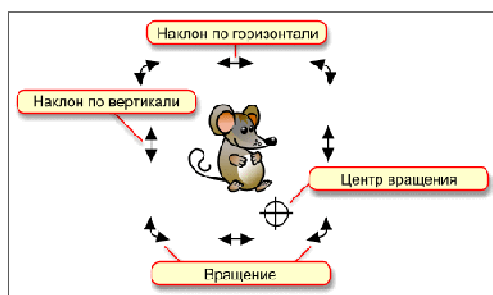 Наклон по горизонтали
Наклон по вертикали
Центр вращения
Вращение